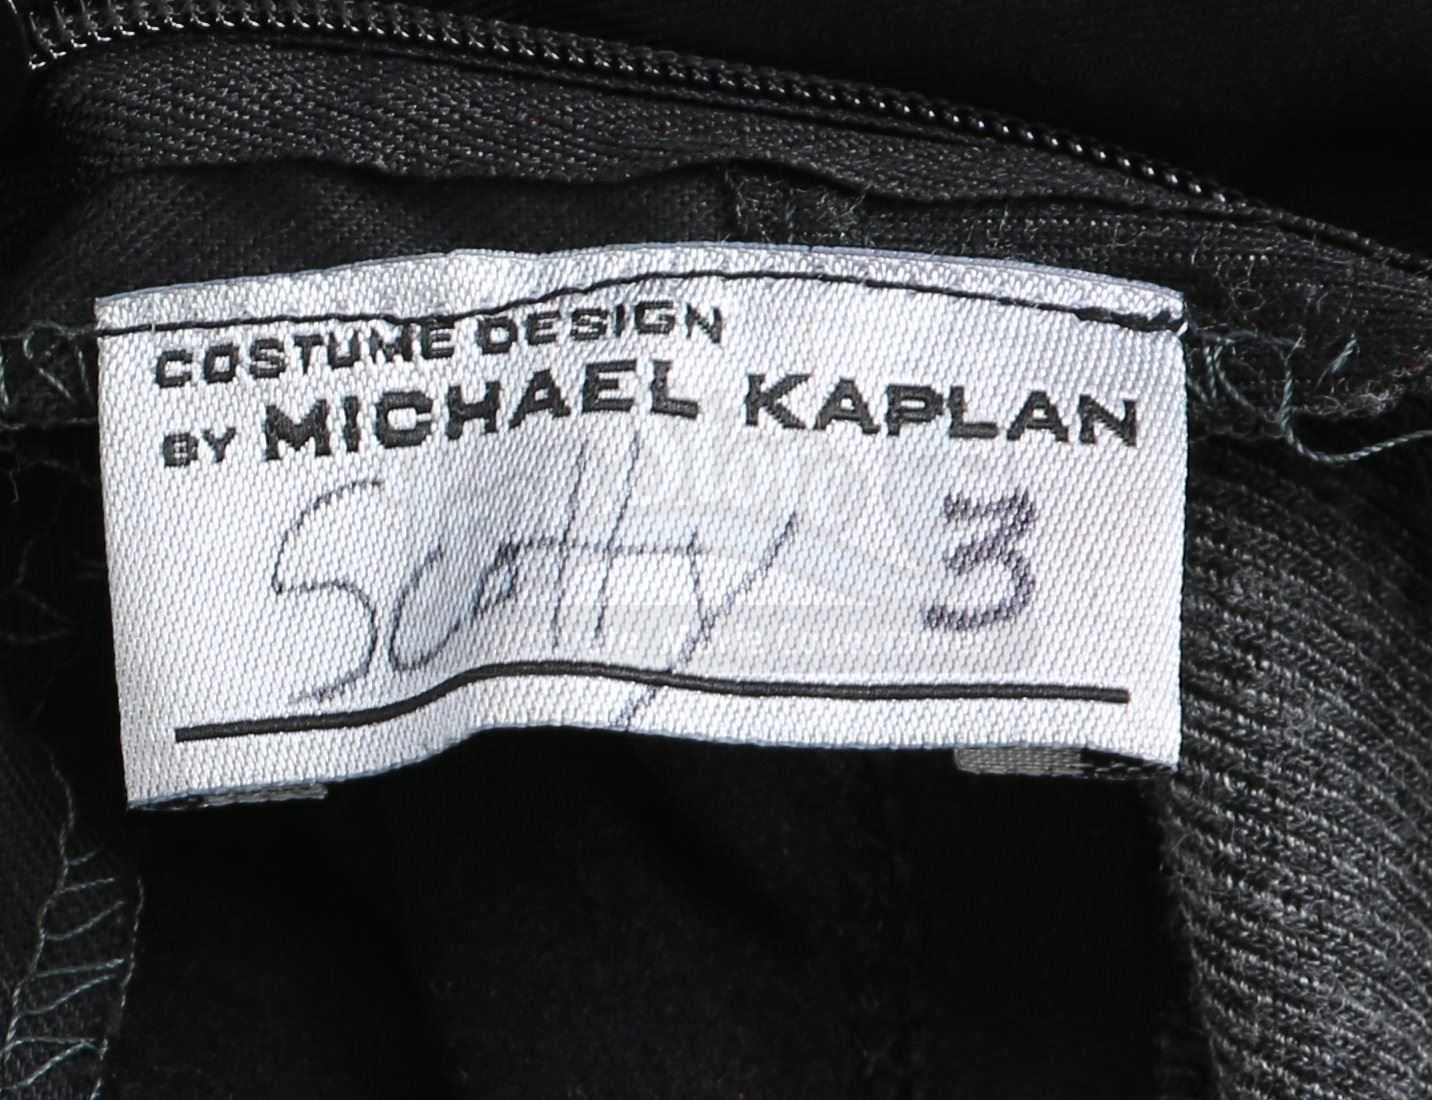 COSTUME DESIGN
BY MICHAEL KAPLAN
Scotty 3